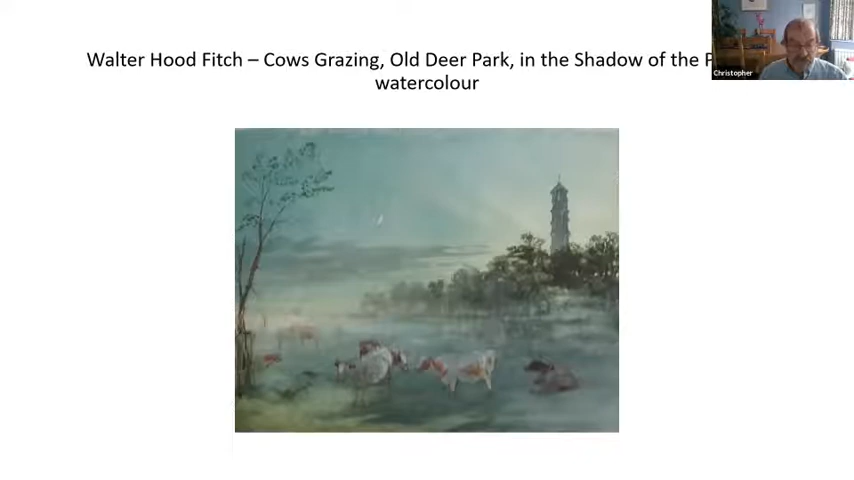 Walter Hood Fitch – Cows Grazing, Old Deer Park, in the Shadow of the
watercolour
Christopher